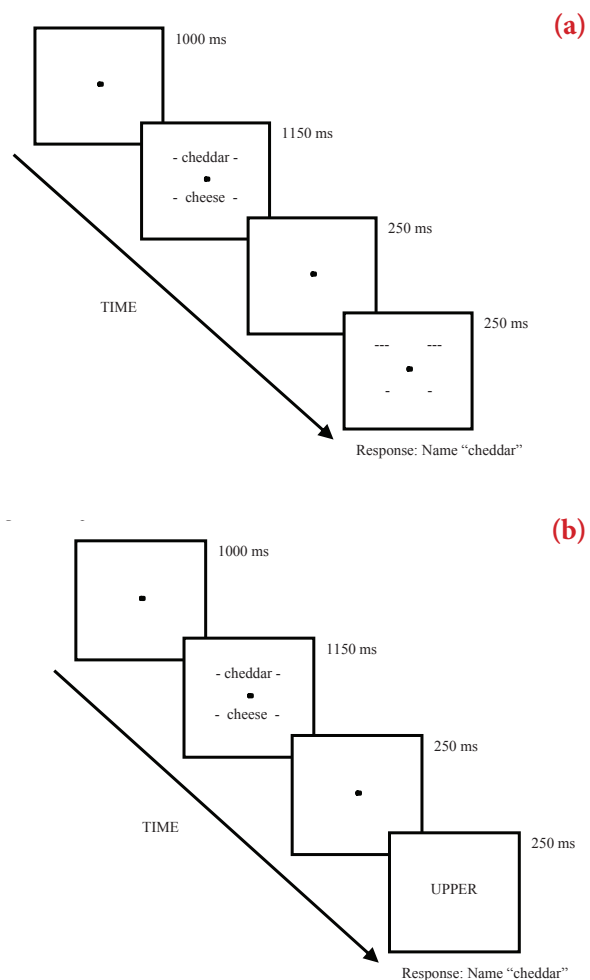 (a)
1000 ms
1150 ms
- cheddar -
- cheese -
250 ms
TIME
250 ms
--- ---
- -
Response: Name “cheddar”
(b)
1000 ms
1150 ms
- cheddar -
- cheese -
250 ms
TIME
250 ms
UPPER
Response: Name “cheddar”